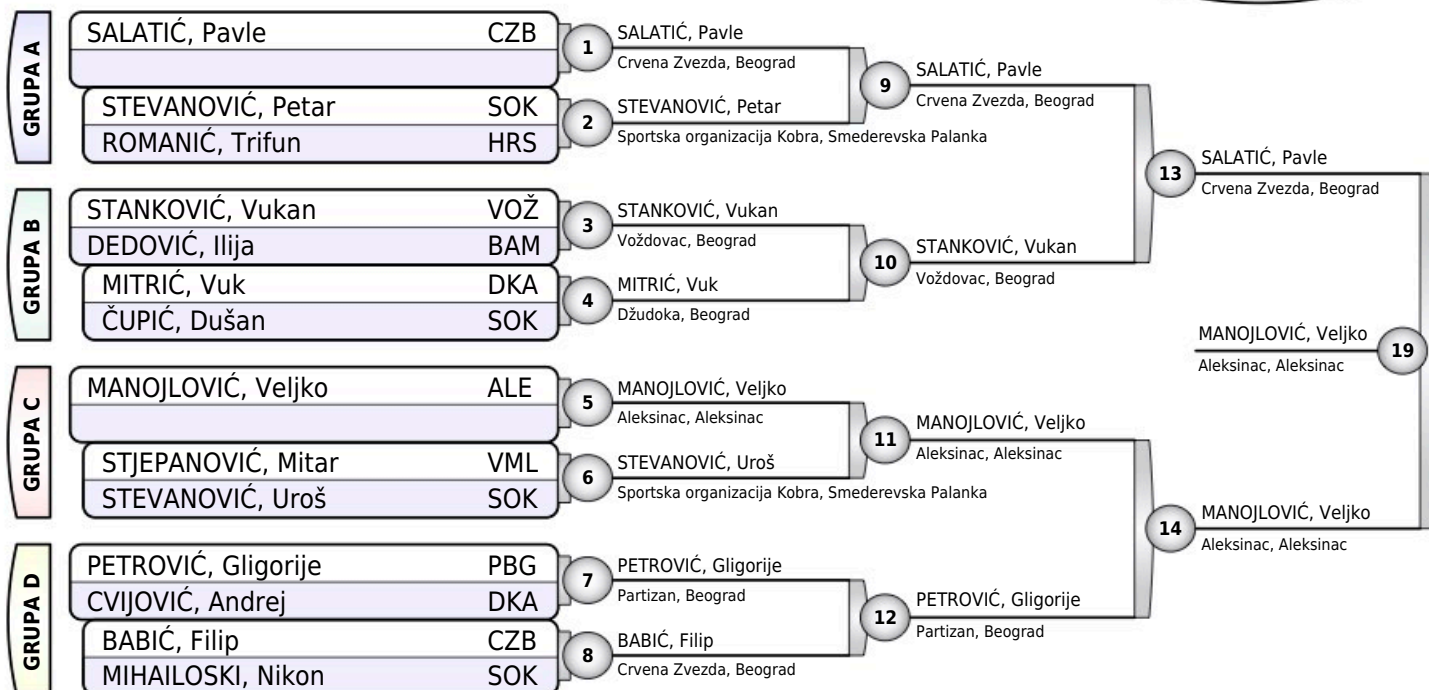 GRUPA A
SALATIĆ, Pavle CZB
STEVANOVIĆ, Petar SOK
ROMANIĆ, Trifun HRS
GRUPA B
STANKOVIĆ, Vukan VOŽ
DEDOVIĆ, Ilija BAM
MITRIĆ, Vuk DKA
ČUPIĆ, Dušan SOK
GRUPA C
MANOJLOVIĆ, Veljko ALE
STJEPANOVIĆ, Mitar VML
STEVANOVIĆ, Uroš SOK
GRUPA D
PETROVIĆ, Gligorije PBG
CVIJOVIĆ, Andrej DKA
BABIĆ, Filip CZB
MIHAILOSKI, Nikon SOK
1
SALATIĆ, Pavle
Crvena Zvezda, Beograd
2
STEVANOVIĆ, Petar
Sportska organizacija Kobra, Smederevska Palanka
3
STANKOVIĆ, Vukan
Voždovac, Beograd
4
MITRIĆ, Vuk
Džudoka, Beograd
5
MANOJLOVIĆ, Veljko
Aleksinac, Aleksinac
6
STEVANOVIĆ, Uroš
Sportska organizacija Kobra, Smederevska Palanka
7
PETROVIĆ, Gligorije
Partizan, Beograd
8
BABIĆ, Filip
Crvena Zvezda, Beograd
9
SALATIĆ, Pavle
Crvena Zvezda, Beograd
10
STANKOVIĆ, Vukan
Voždovac, Beograd
11
MANOJLOVIĆ, Veljko
Aleksinac, Aleksinac
12
PETROVIĆ, Gligorije
Partizan, Beograd
13
SALATIĆ, Pavle
Crvena Zvezda, Beograd
14
MANOJLOVIĆ, Veljko
Aleksinac, Aleksinac
MANOJLOVIĆ, Veljko
Aleksinac, Aleksinac
19